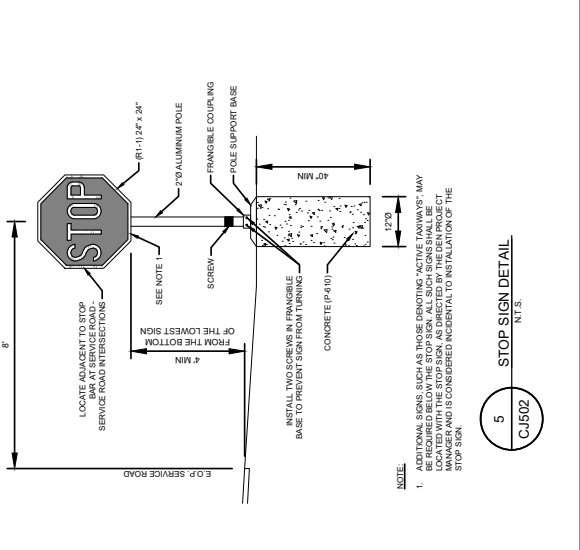 8'
LOCATE ADJACENT TO STOP
BAR AT SERVICE ROAD -
SERVICE ROAD INTERSECTIONS
STOP
(R1-1) 24" x 24"
2"Ø ALUMINUM POLE
SEE NOTE 1
FRANGIBLE COUPLING
POLE SUPPORT BASE
SCREW
4' MIN
FROM THE BOTTOM
OF THE LOWEST SIGN
E.O.P. SERVICE ROAD
INSTALL TWO SCREWS IN FRANGIBLE
BASE TO PREVENT SIGN FROM TURNING
CONCRETE (P-610)
40" MIN
12"Ø
NOTE:
1. ADDITIONAL SIGNS, SUCH AS THOSE DENOTING "ACTIVE TAXIWAYS", MAY
BE REQUIRED BELOW THE STOP SIGN. ALL SUCH SIGNS SHALL BE
LOCATED WITH THE STOP SIGN, AS DIRECTED BY THE DEN PROJECT
MANAGER AND IS CONSIDERED INCIDENTAL TO INSTALLATION OF THE
STOP SIGN.
5
CJ502
STOP SIGN DETAIL
N.T.S.